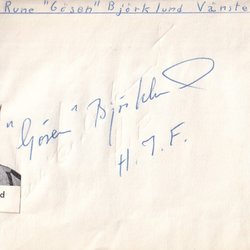 Rune "Gösen" Björklund Vänste
"Gösen" Björklund
H. I. F.
d